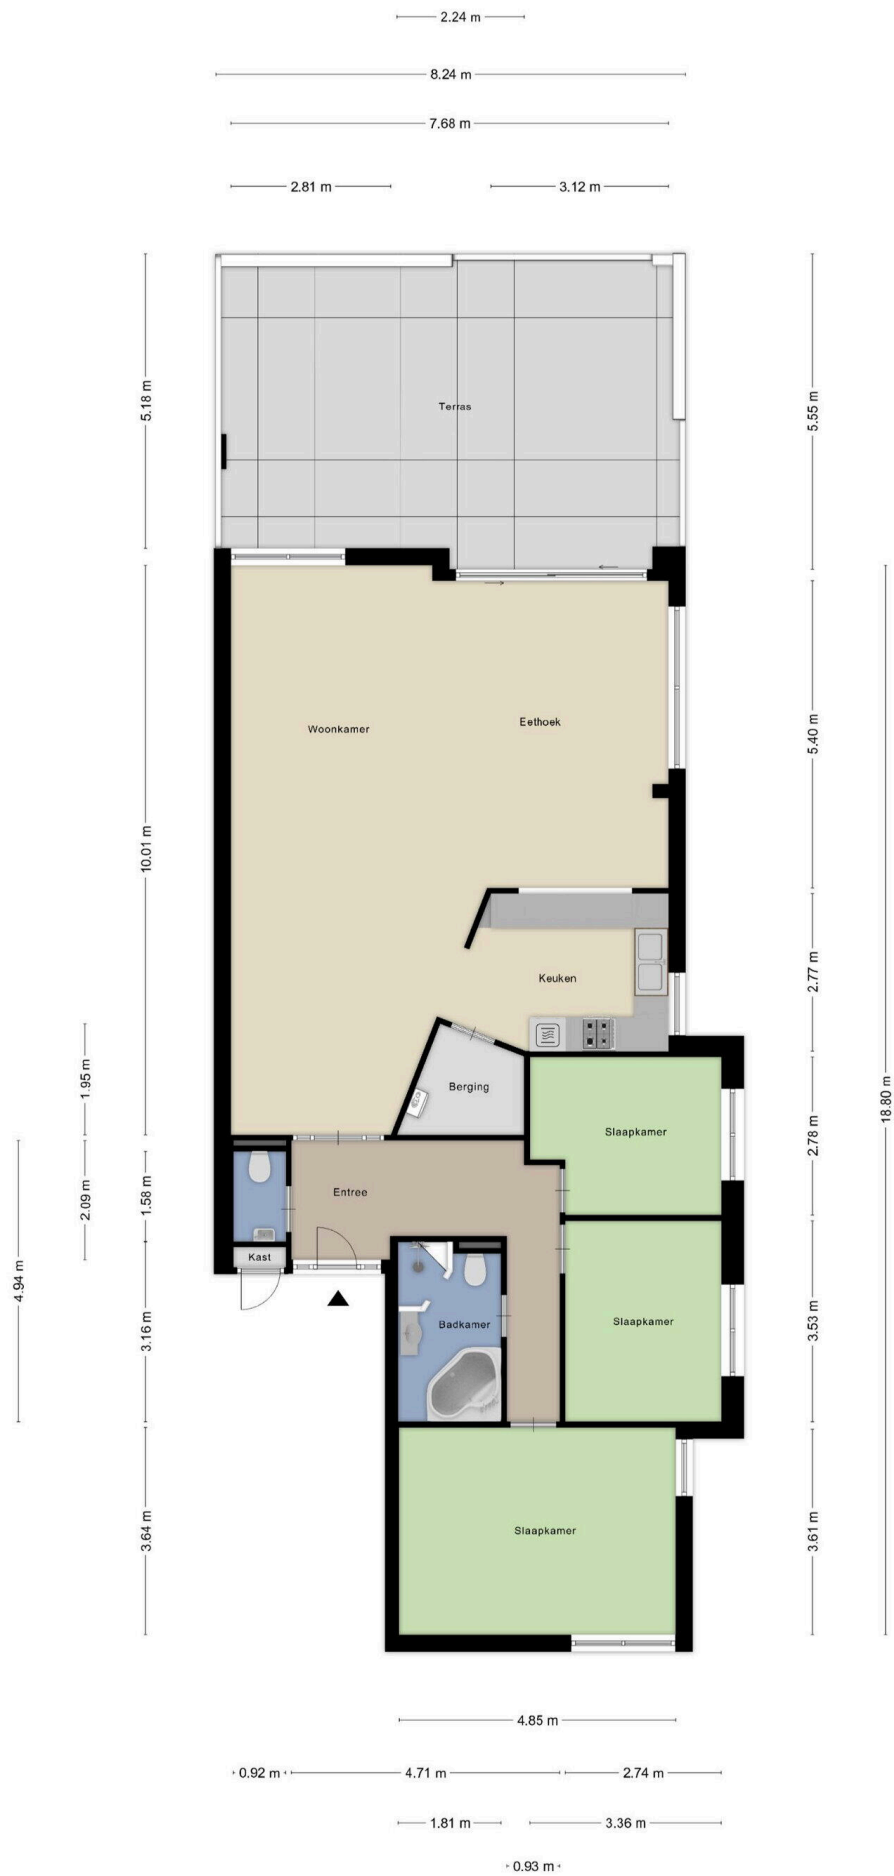 2.24 m
8.24 m
7.68 m
2.81 m
3.12 m
5.18 m
5.55 m
Terras
Woonkamer
Eethoek
5.40 m
10.01 m
Keuken
2.77 m
1.95 m
Berging
18.80 m
Slaapkamer
2.78 m
Entree
2.09 m
1.58 m
Kast
4.94 m
3.16 m
Badkamer
Slaapkamer
3.53 m
Slaapkamer
3.64 m
3.61 m
4.85 m
0.92 m
4.71 m
2.74 m
1.81 m
3.36 m
0.93 m